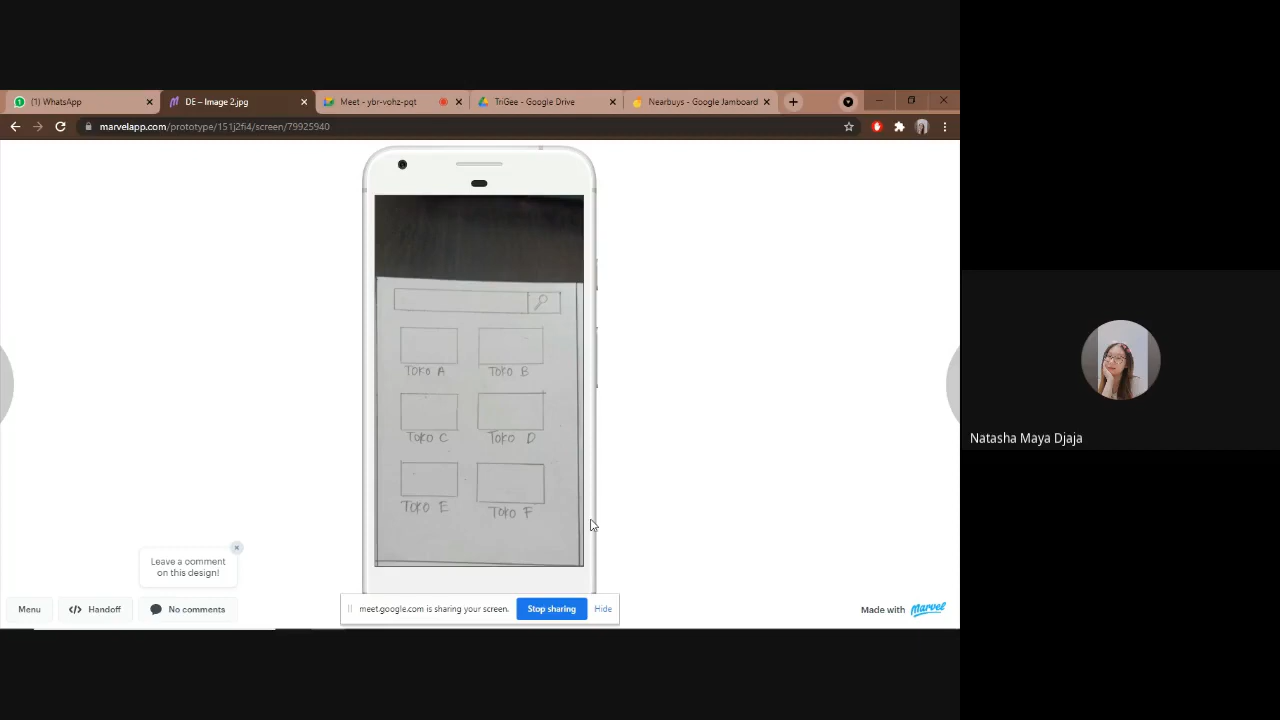 (1) WhatsApp
DE – Image 2.jpg
Meet - ybr-vohz-pqt
TriGee - Google Drive
Nearbuys - Google Jamboard
marvelapp.com/prototype/151j2fi4/screen/79925940
TOKO A
TOKO B
TOKO C
TOKO D
TOKO E
TOKO F
Natasha Maya Djaja
Leave a comment
on this design!
Menu
Handoff
No comments
meet.google.com is sharing your screen.
Stop sharing
Hide
Made with Marvel